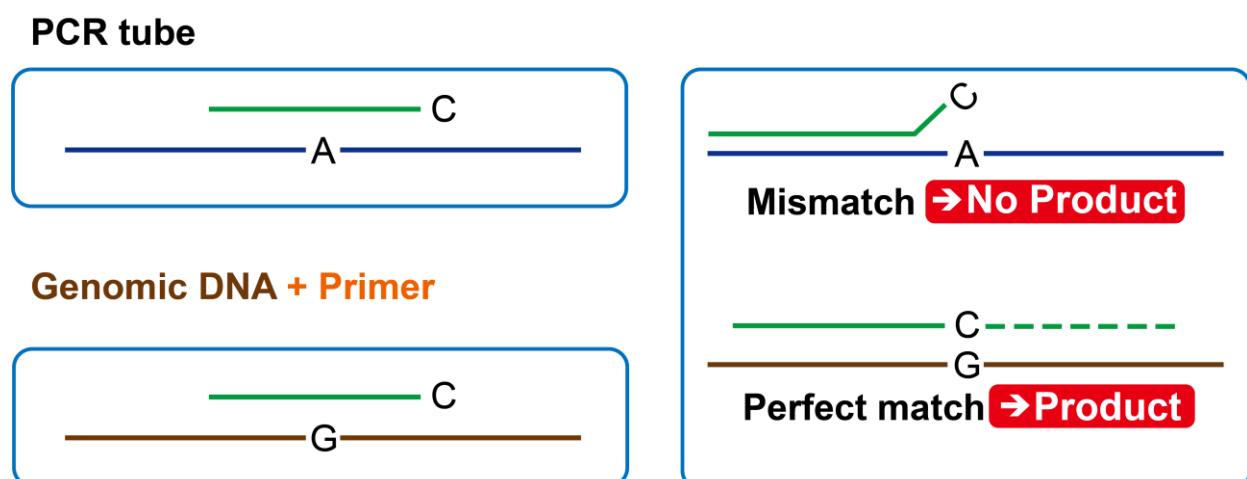 PCR tube
C
A
Genomic DNA + Primer
C
G
C
A
Mismatch ➔No Product
C
G
Perfect match ➔Product